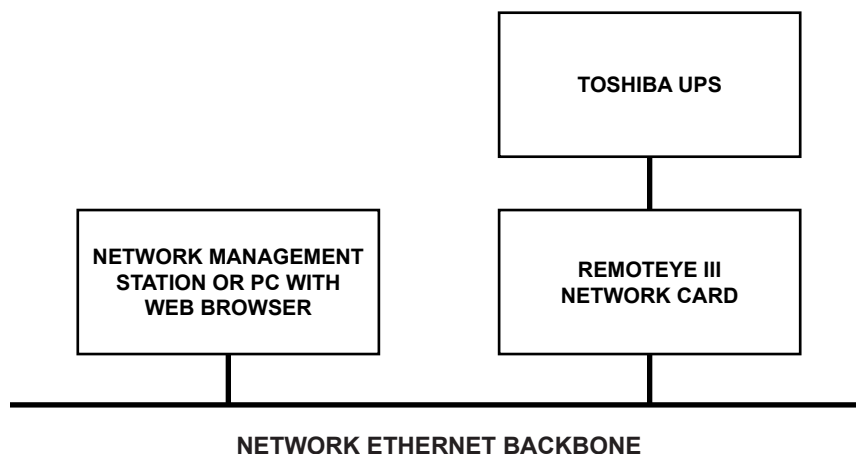 TOSHIBA UPS
NETWORK MANAGEMENT
STATION OR PC WITH
WEB BROWSER
REMOTEYE III
NETWORK CARD
NETWORK ETHERNET BACKBONE